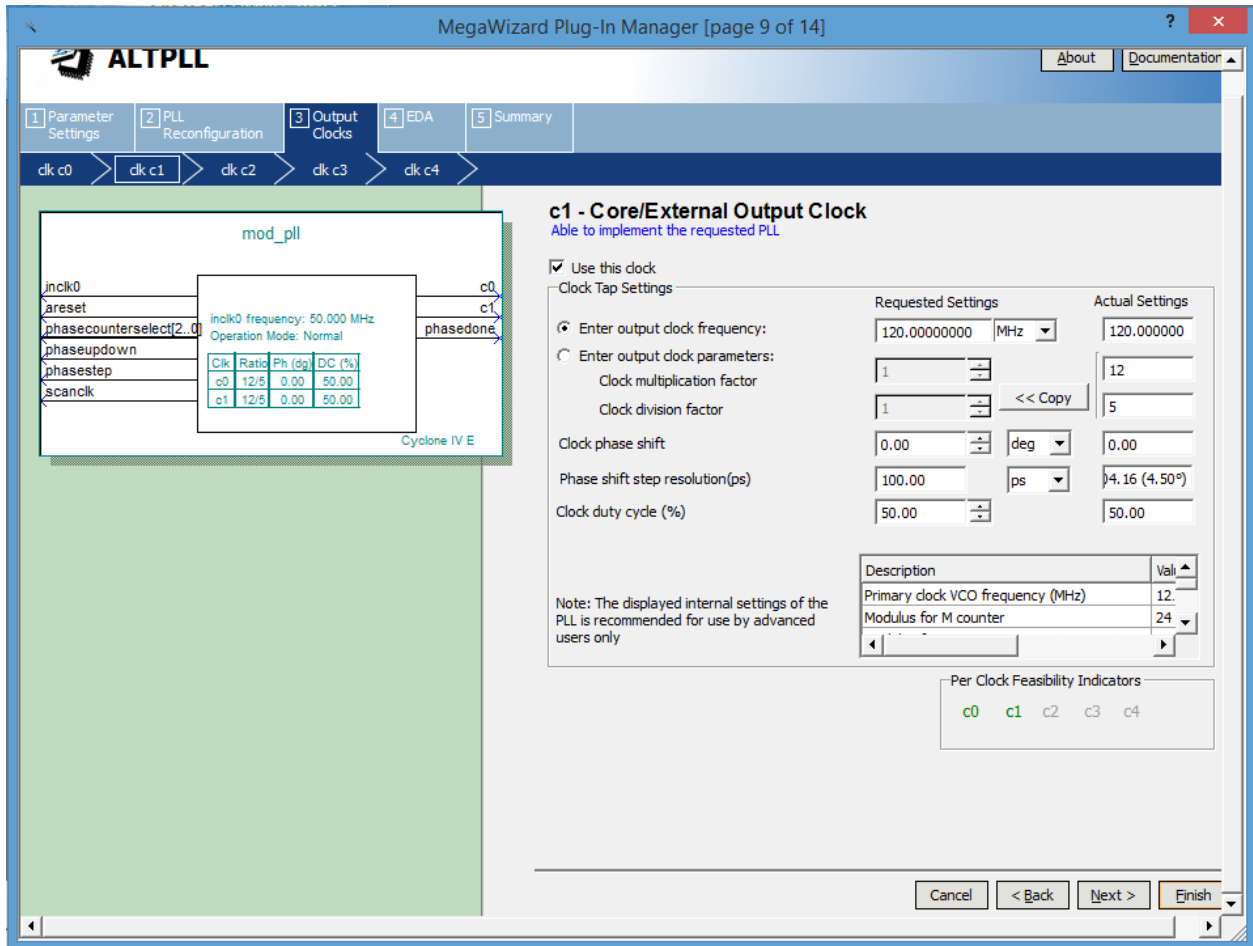 MegaWizard Plug-In Manager [page 9 of 14]
? ×
ALTPLL
About
Documentation
1 Parameter Settings
2 PLL Reconfiguration
3 Output Clocks
4 EDA
5 Summary
clk c0
clk c1
clk c2
clk c3
clk c4
mod_pll
inclk0
areset
phasecounterselect[2..0]
phaseupdown
phasestep
scanclk
c0
c1
phasedone
inclk0 frequency: 50.000 MHz
Operation Mode: Normal
Clk Ratio Ph (dg) DC (%)
c0 12/5 0.00 50.00
c1 12/5 0.00 50.00
Cyclone IV E
c1 - Core/External Output Clock
Able to implement the requested PLL
Use this clock
Clock Tap Settings
Requested Settings
Actual Settings
Enter output clock frequency:
120.00000000
MHz
120.000000
Enter output clock parameters:
Clock multiplication factor
1
12
Clock division factor
1
<< Copy
5
Clock phase shift
0.00
deg
0.00
Phase shift step resolution(ps)
100.00
ps
04.16 (4.50°)
Clock duty cycle (%)
50.00
50.00
Note: The displayed internal settings of the
PLL is recommended for use by advanced
users only
Description
Primary clock VCO frequency (MHz) 12.
Modulus for M counter 24
Per Clock Feasibility Indicators
c0 c1 c2 c3 c4
Cancel
< Back
Next >
Finish